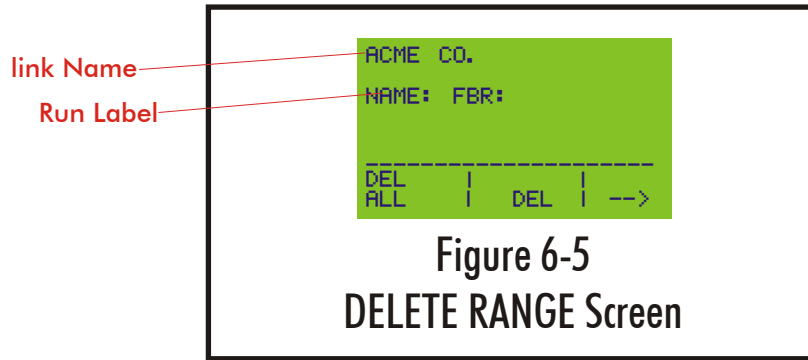 link Name
Run Label
ACME CO.
NAME: FBR:
--------------------
DEL | |
ALL | DEL | -->
Figure 6-5
DELETE RANGE Screen